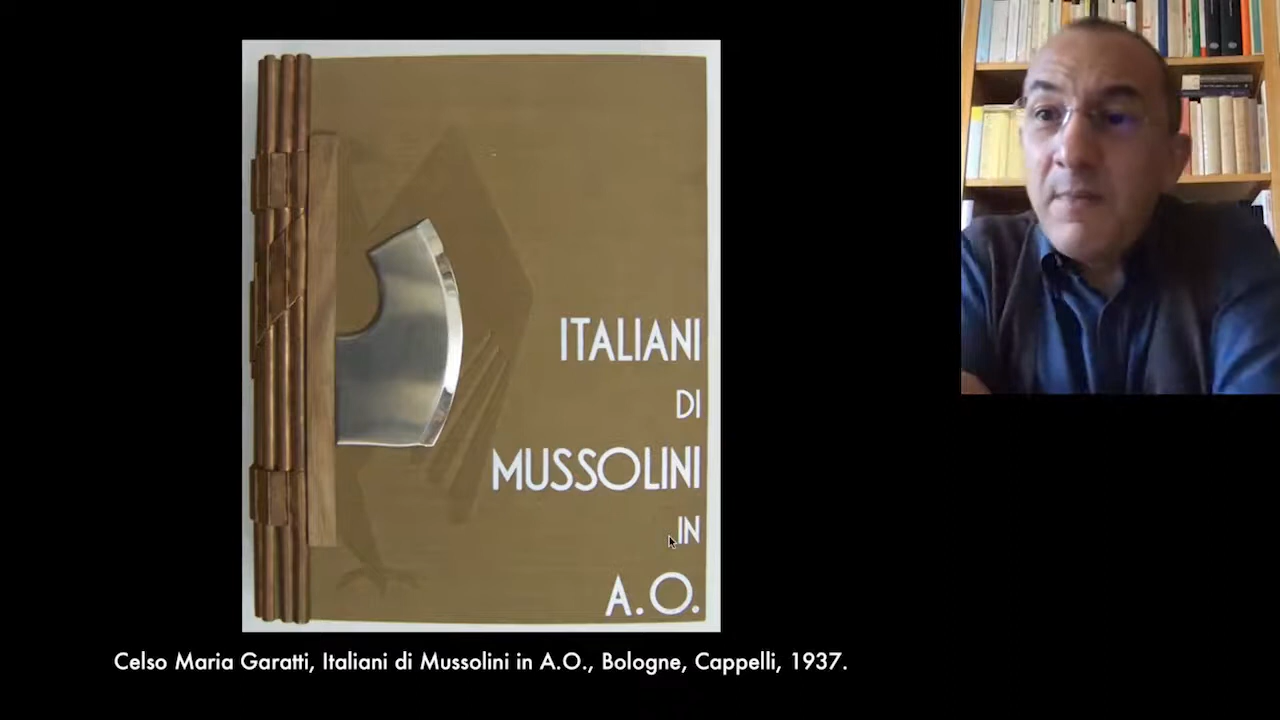 ITALIANI
DI
MUSSOLINI
IN
A.O.
Celso Maria Garatti, Italiani di Mussolini in A.O., Bologne, Cappelli, 1937.